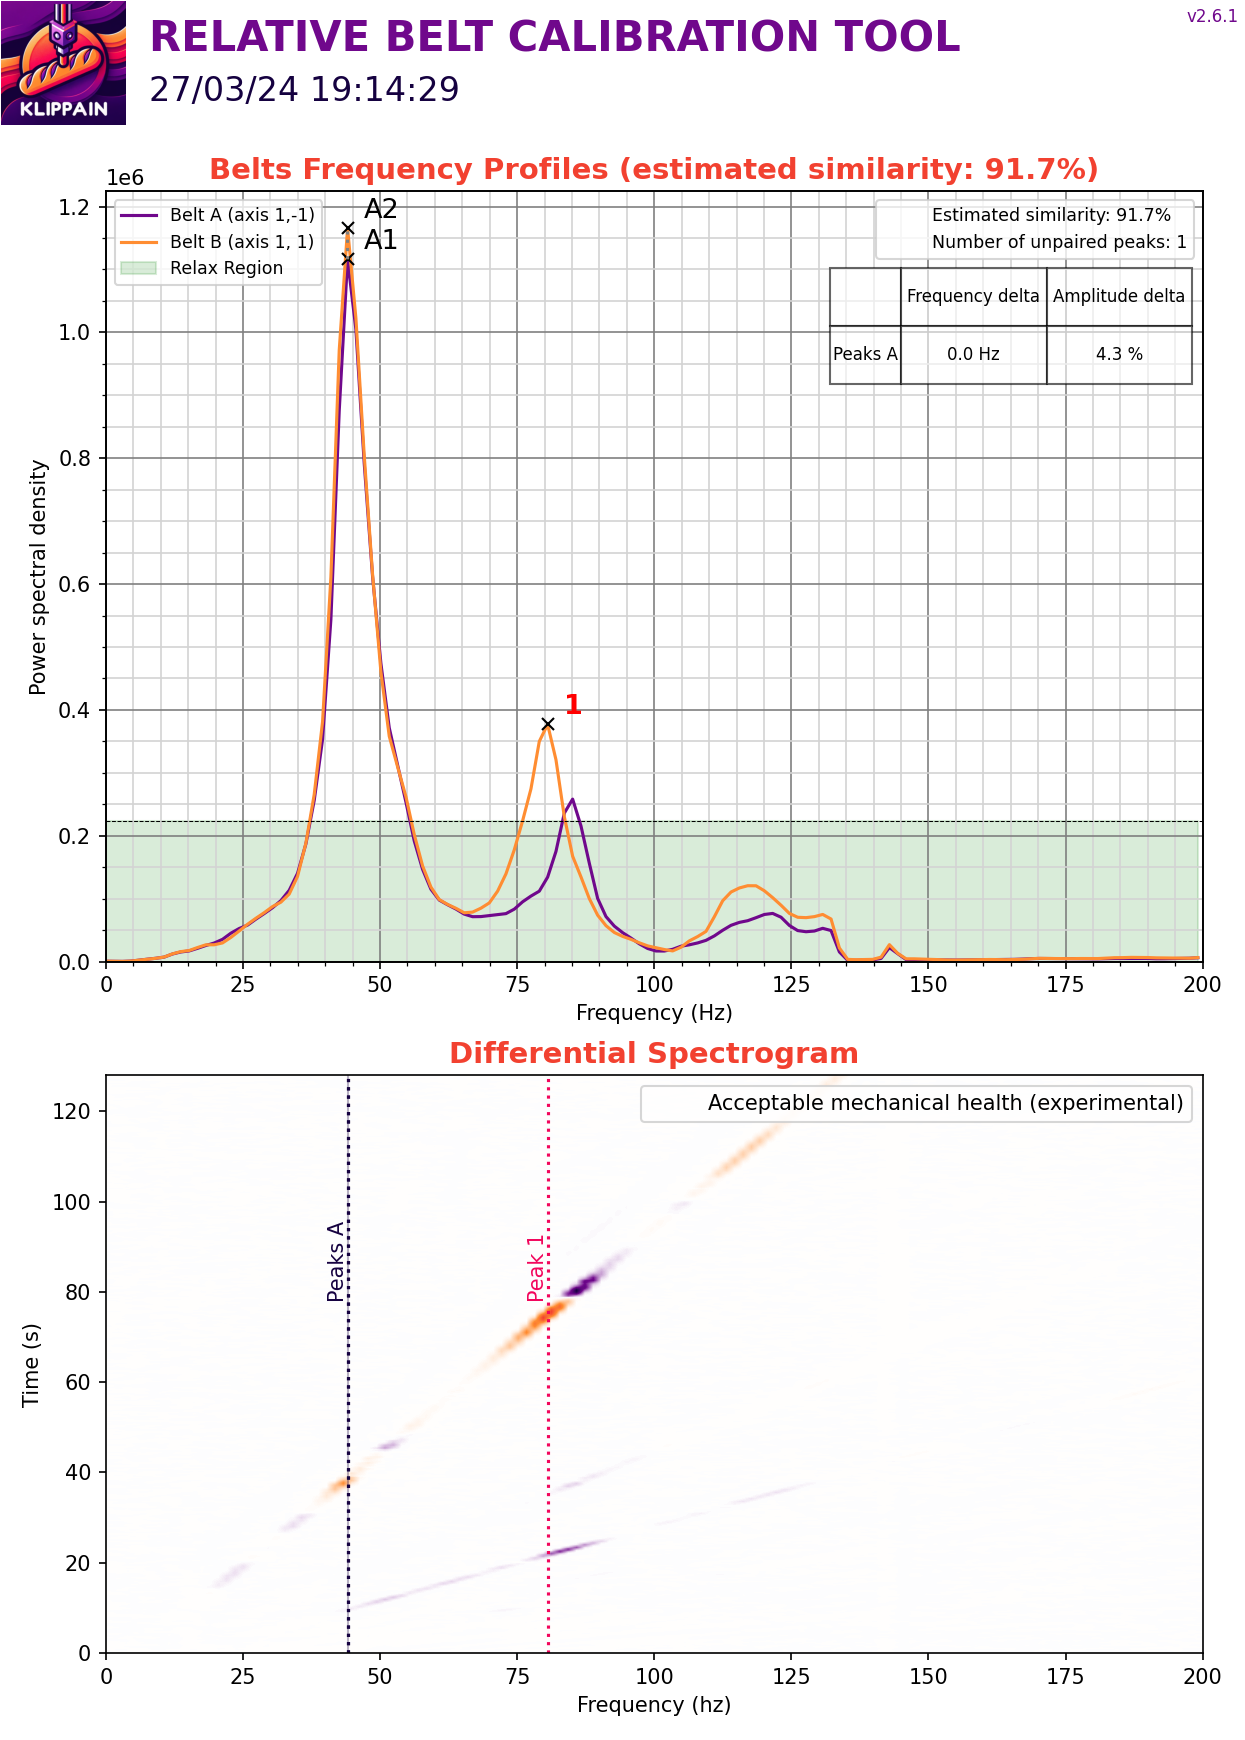 KLIPPAIN
RELATIVE BELT CALIBRATION TOOL
27/03/24 19:14:29
v2.6.1
Belts Frequency Profiles (estimated similarity: 91.7%)
1e6
Belt A (axis 1,-1)
Belt B (axis 1, 1)
Relax Region
A2
A1
Estimated similarity: 91.7%
Number of unpaired peaks: 1
Frequency delta Amplitude delta
Peaks A 0.0 Hz 4.3 %
1
Power spectral density
1.2
1.0
0.8
0.6
0.4
0.2
0.0
0 25 50 75 100 125 150 175 200
Frequency (Hz)
Differential Spectrogram
Acceptable mechanical health (experimental)
Peaks A
Peak 1
Time (s)
120
100
80
60
40
20
0
0 25 50 75 100 125 150 175 200
Frequency (hz)